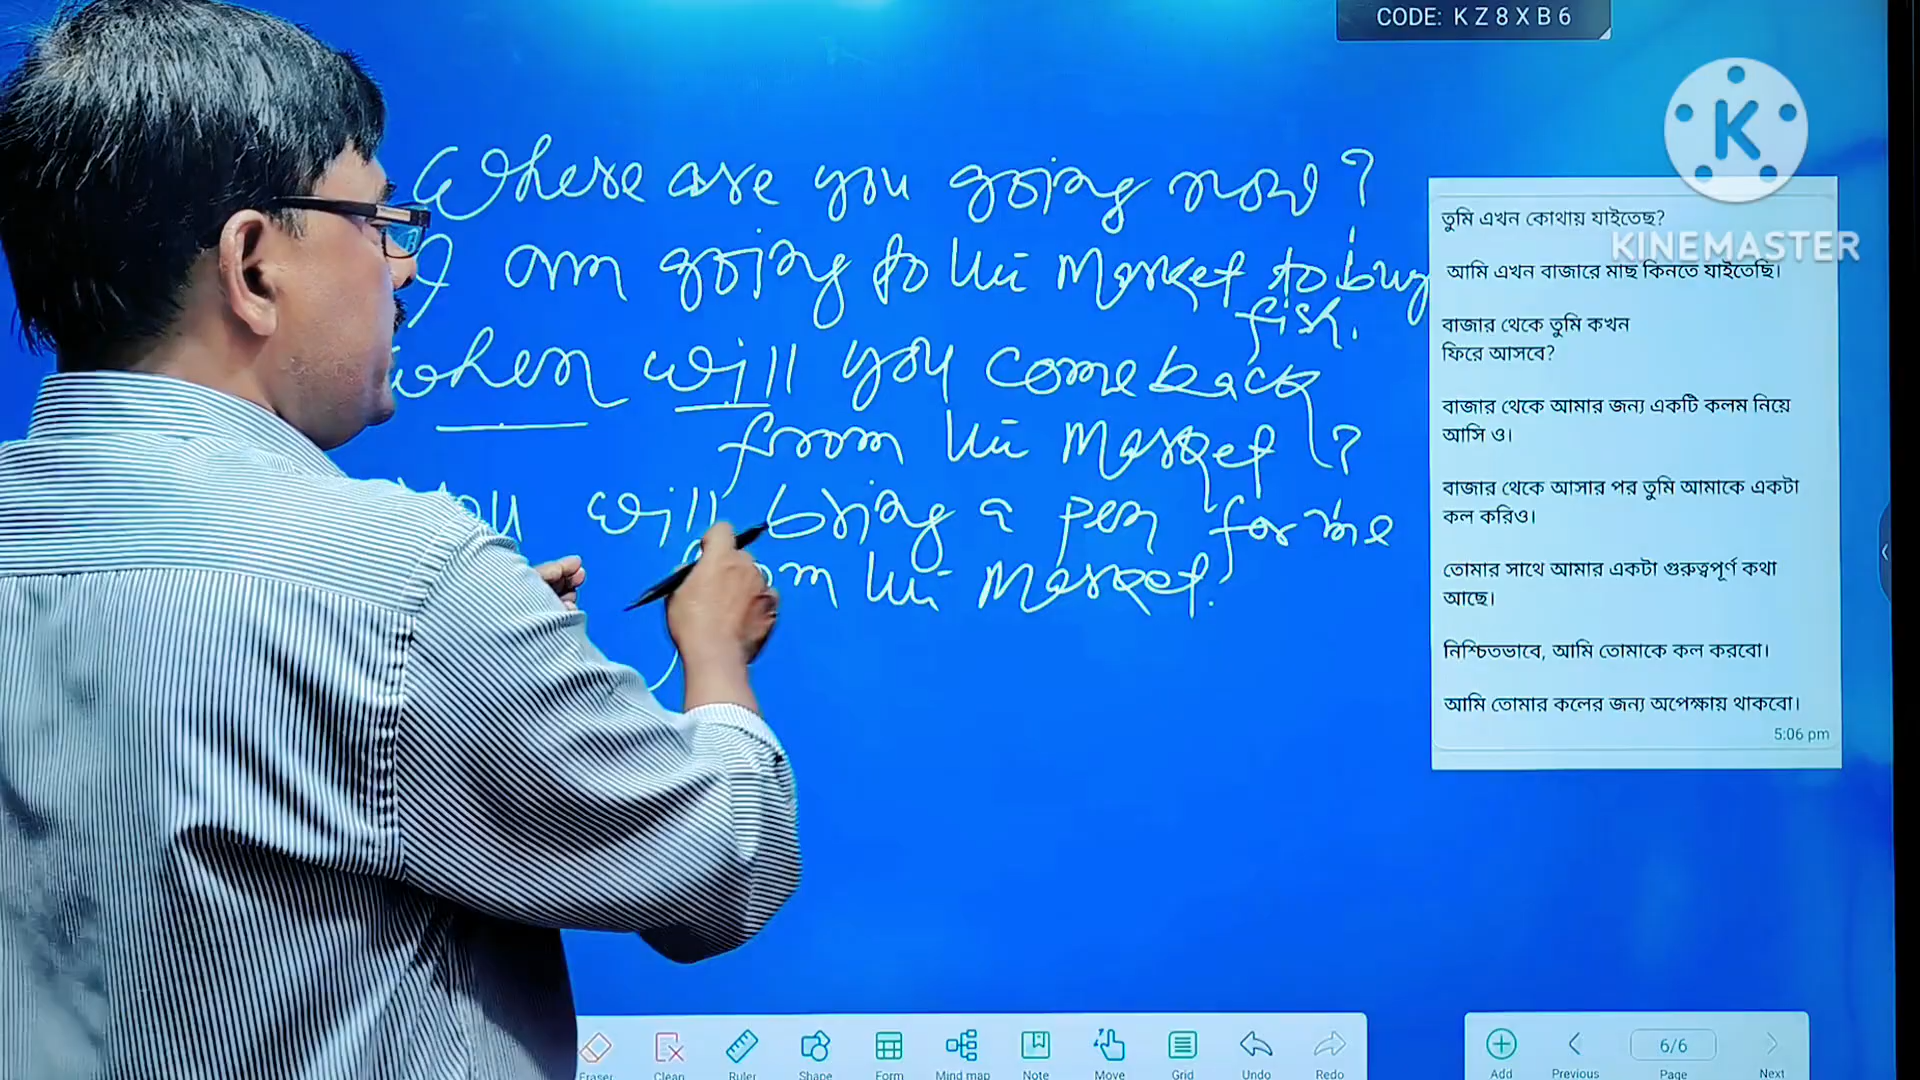 CODE: KZ8XB6
K
KINEMASTER
Where are you going now?
I am going to the market to buy
fish.
when will you come back
from the market?
you will bring a pen for me
from the market.
তুমি এখন কোথায় যাইতেছ?
আমি এখন বাজারে মাছ কিনতে যাইতেছি।
বাজার থেকে তুমি কখন
ফিরে আসবে?
বাজার থেকে আমার জন্য একটি কলম নিয়ে
আসি ও।
বাজার থেকে আসার পর তুমি আমাকে একটা
কল করিও।
তোমার সাথে আমার একটা গুরুত্বপূর্ণ কথা
আছে।
নিশ্চিতভাবে, আমি তোমাকে কল করবো।
আমি তোমার কলের জন্য অপেক্ষায় থাকবো।
5:06 pm
6/6
Eraser Clean Ruler Shape Form Mind map Note Move Grid Undo Redo Add Previous Page Next